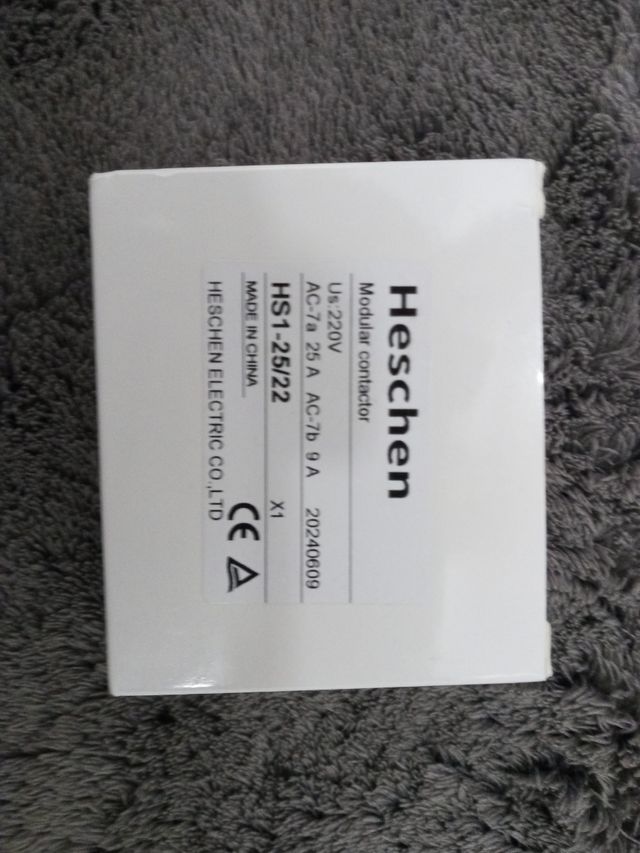 Heschen
Modular contactor
Us:220V
AC-7a 25 A AC-7b 9 A 20240609
HS1-25/22 X1
MADE IN CHINA
HESCHEN ELECTRIC CO.,LTD
CE